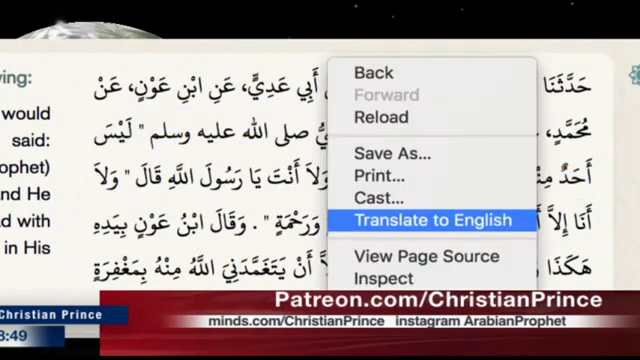 ving:
would
said:
ophet)
nd He
d with
in His
حَدَّثَنَا
أَبِي عَدِيٍّ، عَنِ ابْنِ عَوْنٍ، عَنْ
مُحَمَّدٍ،
صلى الله عليه وسلم " لَيْسَ
أَحَدٌ
وَلاَ أَنْتَ يَا رَسُولَ اللَّهِ قَالَ " وَلاَ
أَنَا إِلاَّ
وَرَحْمَةٍ " . وَقَالَ ابْنُ عَوْنٍ بِيَدِهِ
هَكَذَا
أَنْ يَتَغَمَّدَنِيَ اللَّهُ مِنْهُ بِمَغْفِرَةٍ
Back
Forward
Reload
Save As...
Print...
Cast...
Translate to English
View Page Source
Inspect
Patreon.com/ChristianPrince
Christian Prince
minds.com/ChristianPrince instagram ArabianProphet
8:49